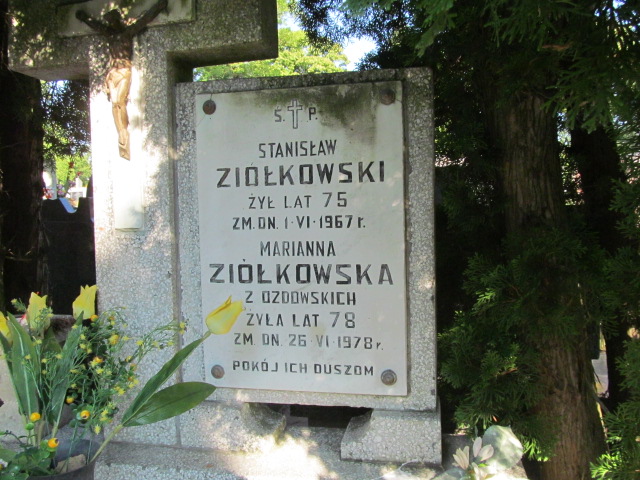 Ś. P.
STANISŁAW
ZIÓŁKOWSKI
ŻYŁ LAT 75
ZM. DN. 1·VI·1967 r.
MARIANNA
ZIÓŁKOWSKA
Z OZDOWSKICH
ŻYŁA LAT 78
ZM. DN. 26·VI·1978 r.
POKÓJ ICH DUSZOM